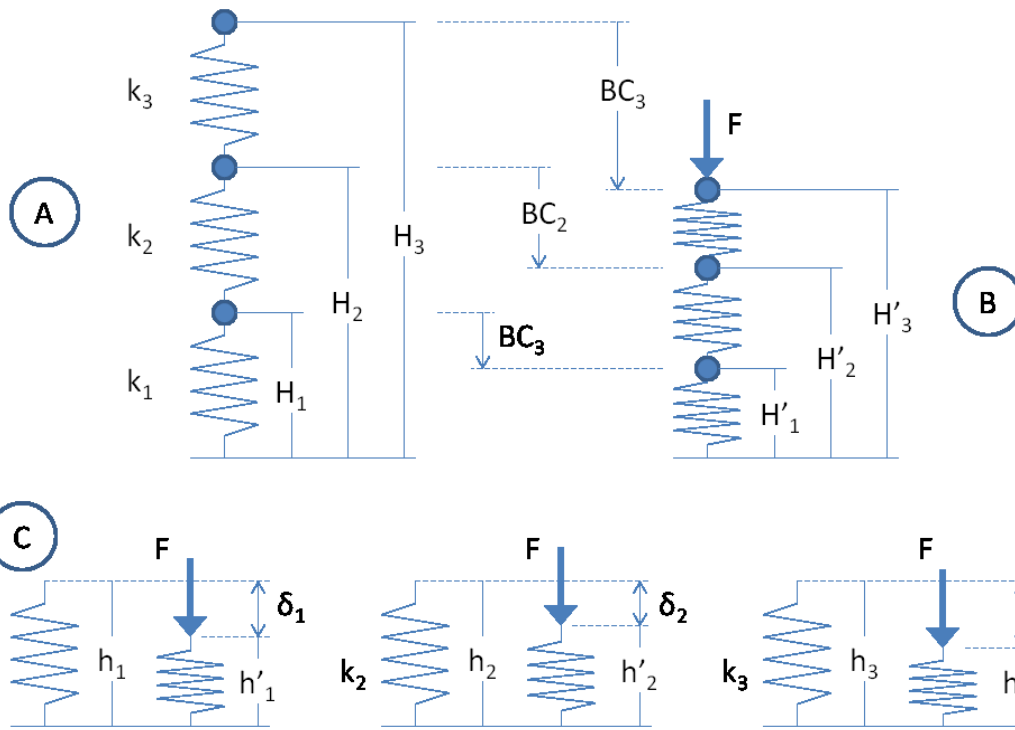 k₃
BC₃
F
A
k₂
BC₂
H₃
H₂
H'₃
B
BC₃
H'₂
k₁
H₁
H'₁
C
F
F
F
δ₁
δ₂
h₁
h'₁
k₂
h₂
h'₂
k₃
h₃
h